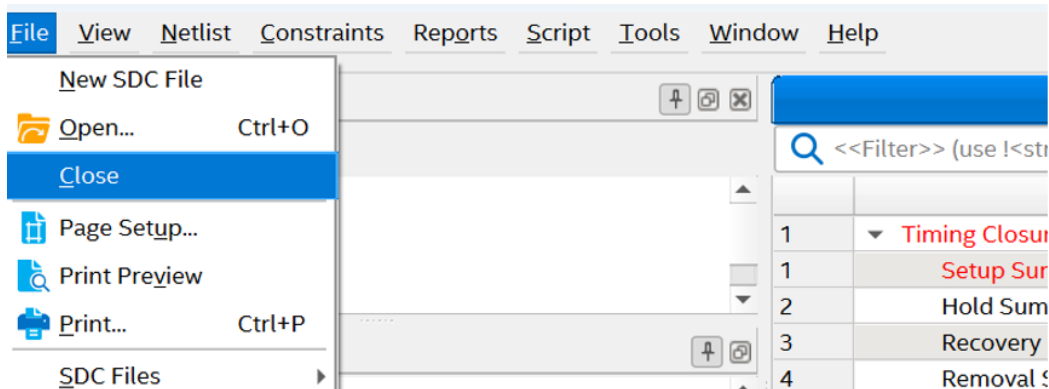 File View Netlist Constraints Reports Script Tools Window Help
New SDC File
Open... Ctrl+O
Close
Page Setup...
Print Preview
Print... Ctrl+P
SDC Files
<<Filter>> (use !<str
1 Timing Closur
1 Setup Sur
2 Hold Sum
3 Recovery
4 Removal S